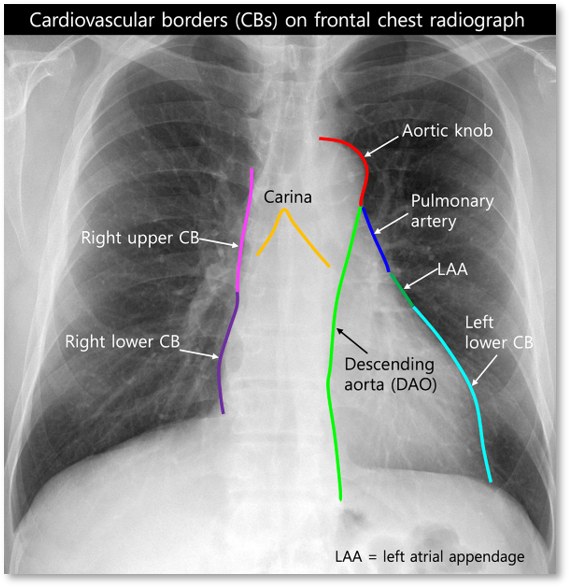 Cardiovascular borders (CBs) on frontal chest radiograph
Aortic knob
Carina
Pulmonary
artery
Right upper CB
LAA
Left
lower CB
Right lower CB
Descending
aorta (DAO)
LAA = left atrial appendage